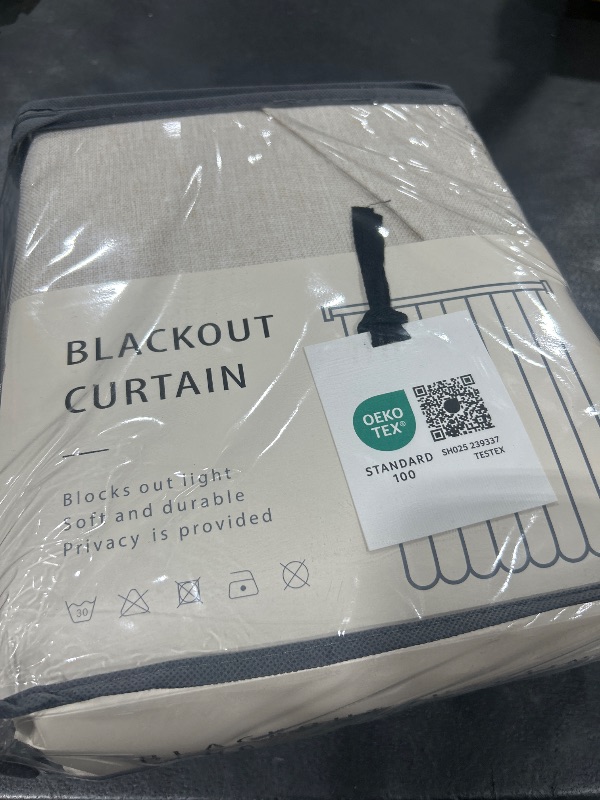 BLACKOUT
CURTAIN
Blocks out light
Soft and durable
Privacy is provided
30
OEKO
TEX®
STANDARD
100
SH025 239337
TESTEX